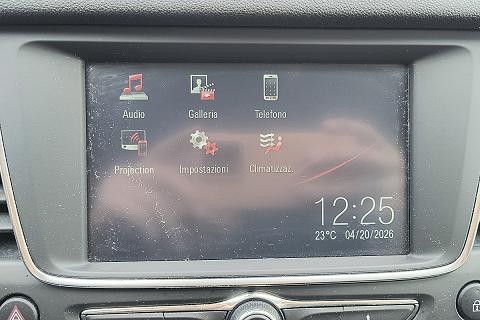 Audio Galleria Telefono
Projection Impostazioni Climatizzaz.
12:25
23°C 04/20/2026